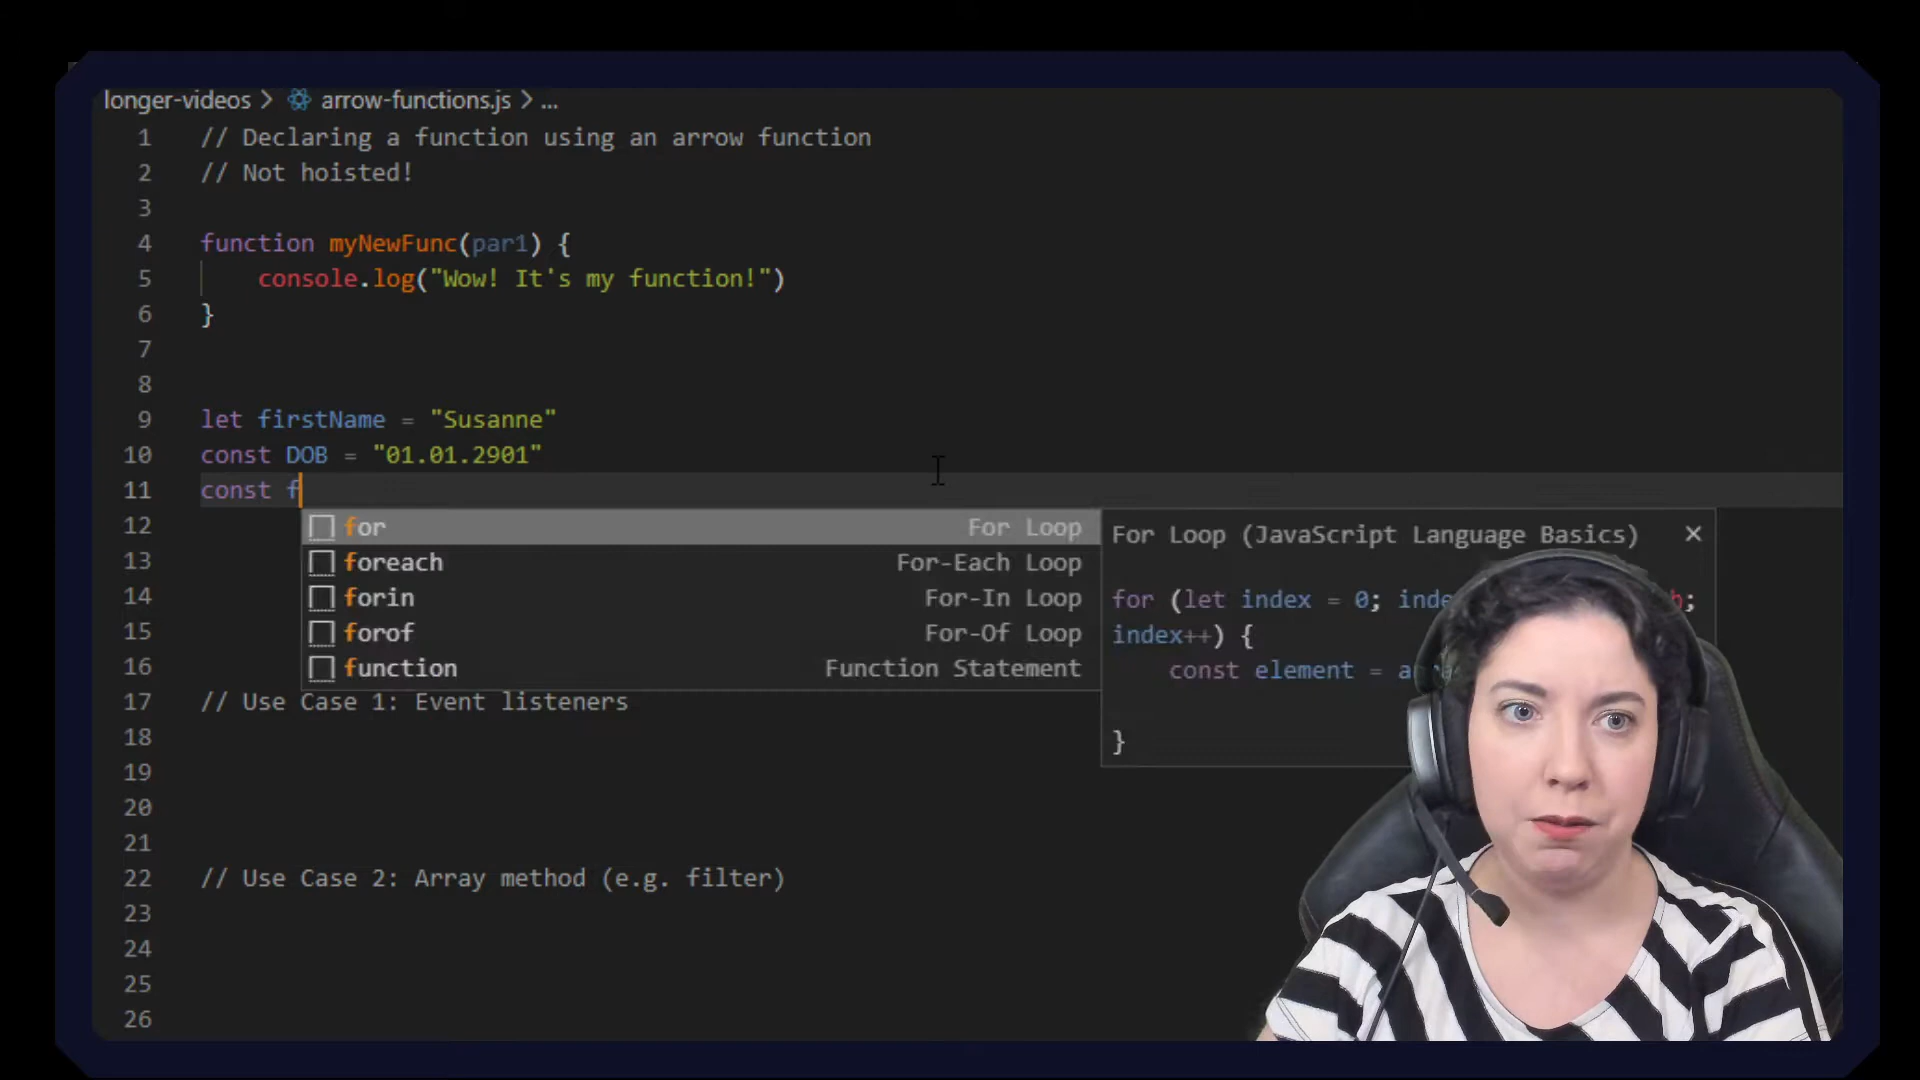 longer-videos > arrow-functions.js > ...
1 // Declaring a function using an arrow function
2 // Not hoisted!
3
4 function myNewFunc(par1) {
5 console.log("Wow! It's my function!")
6 }
7
8
9 let firstName = "Susanne"
10 const DOB = "01.01.2901"
11 const f
12 for For Loop
13 foreach For-Each Loop
14 forin For-In Loop
15 forof For-Of Loop
16 function Function Statement
For Loop (JavaScript Language Basics) ×
for (let index = 0; inde h;
index++) {
const element = arra
}
17 // Use Case 1: Event listeners
18
19
20
21
22 // Use Case 2: Array method (e.g. filter)
23
24
25
26